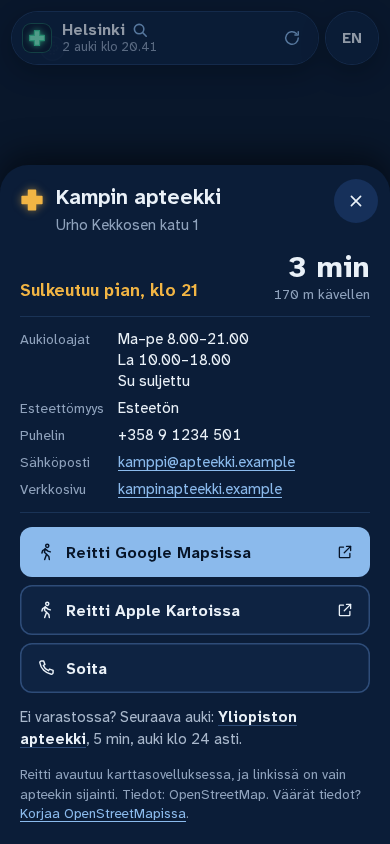 Helsinki
2 auki klo 20.41
EN
Kampin apteekki
Urho Kekkosen katu 1
3 min
Sulkeutuu pian, klo 21
170 m kävellen
Aukioloajat
Ma–pe 8.00–21.00
La 10.00–18.00
Su suljettu
Esteettömyys Esteetön
Puhelin +358 9 1234 501
Sähköposti kamppi@apteekki.example
Verkkosivu kampinapteekki.example
Reitti Google Mapsissa
Reitti Apple Kartoissa
Soita
Ei varastossa? Seuraava auki: Yliopiston
apteekki, 5 min, auki klo 24 asti.
Reitti avautuu karttasovelluksessa, ja linkissä on vain
apteekin sijainti. Tiedot: OpenStreetMap. Väärät tiedot?
Korjaa OpenStreetMapissa.